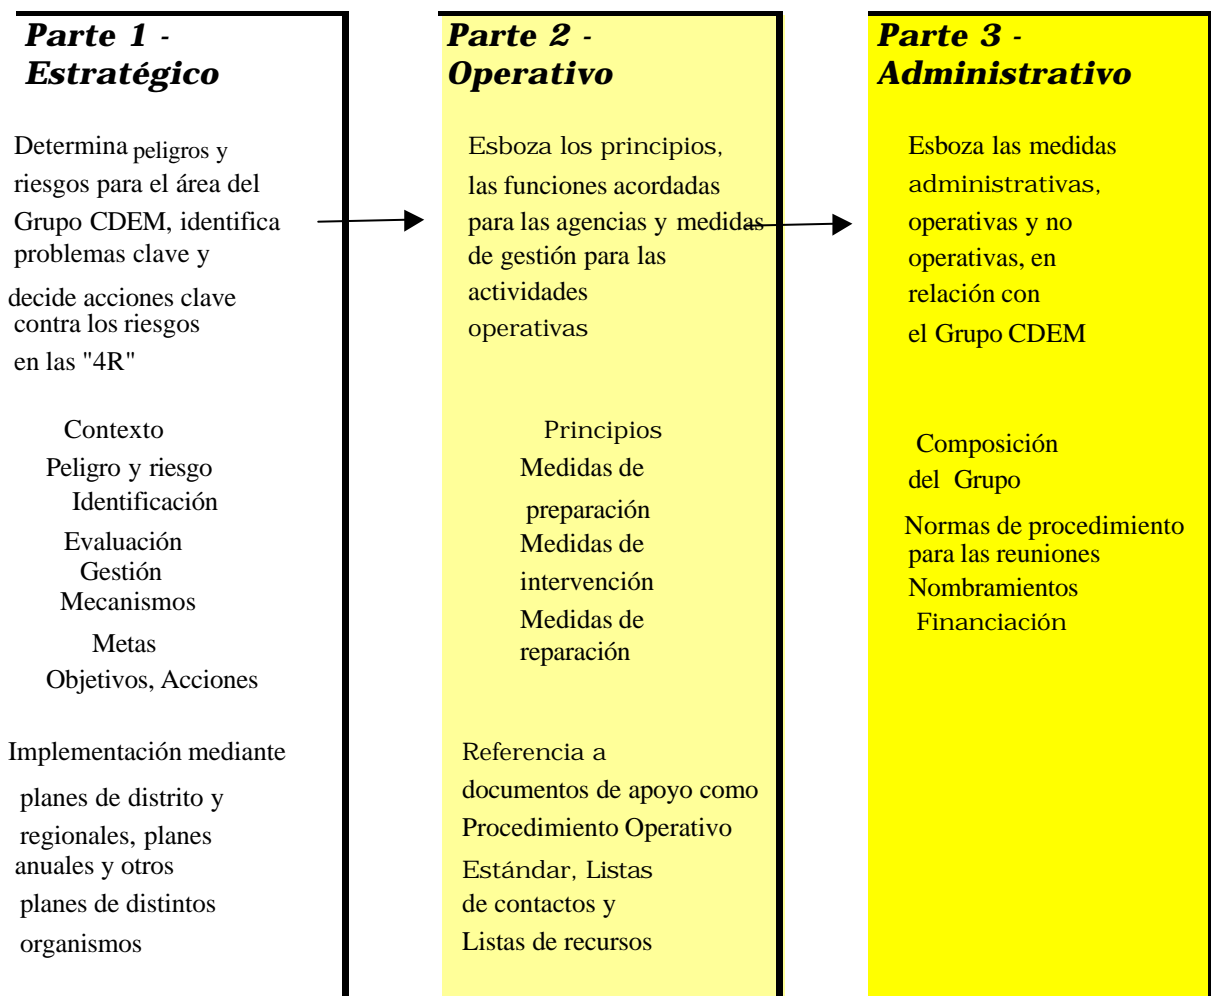 Parte 1 -
Estratégico
Determina peligros y
riesgos para el área del
Grupo CDEM, identifica
problemas clave y
decide acciones clave
contra los riesgos
en las "4R"
Contexto
Peligro y riesgo
Identificación
Evaluación
Gestión
Mecanismos
Metas
Objetivos, Acciones
Implementación mediante
planes de distrito y
regionales, planes
anuales y otros
planes de distintos
organismos
Parte 2 -
Operativo
Esboza los principios,
las funciones acordadas
para las agencias y medidas
de gestión para las
actividades
operativas
Principios
Medidas de
preparación
Medidas de
intervención
Medidas de
reparación
Referencia a
documentos de apoyo como
Procedimiento Operativo
Estándar, Listas
de contactos y
Listas de recursos
Parte 3 -
Administrativo
Esboza las medidas
administrativas,
operativas y no
operativas, en
relación con
el Grupo CDEM
Composición
del Grupo
Normas de procedimiento
para las reuniones
Nombramientos
Financiación